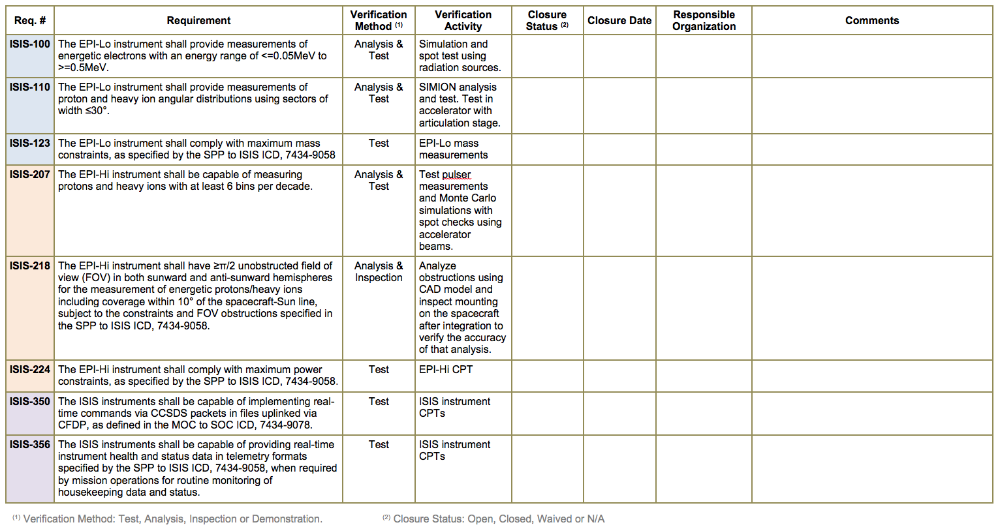 Req. #
Requirement
Verification
Method (1)
Verification
Activity
Closure
Status (2)
Closure Date
Responsible
Organization
Comments
ISIS-100
The EPI-Lo instrument shall provide measurements of
energetic electrons with an energy range of <=0.05MeV to
>=0.5MeV.
Analysis &
Test
Simulation and
spot test using
radiation sources.
ISIS-110
The EPI-Lo instrument shall provide measurements of
proton and heavy ion angular distributions using sectors of
width ≤30°.
Analysis &
Test
SIMION analysis
and test. Test in
accelerator with
articulation stage.
ISIS-123
The EPI-Lo instrument shall comply with maximum mass
constraints, as specified by the SPP to ISIS ICD, 7434-9058
Test
EPI-Lo mass
measurements
ISIS-207
The EPI-Hi instrument shall be capable of measuring
protons and heavy ions with at least 6 bins per decade.
Analysis &
Test
Test pulser
measurements
and Monte Carlo
simulations with
spot checks using
accelerator
beams.
ISIS-218
The EPI-Hi instrument shall have ≥π/2 unobstructed field of
view (FOV) in both sunward and anti-sunward hemispheres
for the measurement of energetic protons/heavy ions
including coverage within 10° of the spacecraft-Sun line,
subject to the constraints and FOV obstructions specified in
the SPP to ISIS ICD, 7434-9058.
Analysis &
Inspection
Analyze
obstructions using
CAD model and
inspect mounting
on the spacecraft
after integration to
verify the accuracy
of that analysis.
ISIS-224
The EPI-Hi instrument shall comply with maximum power
constraints, as specified by the SPP to ISIS ICD, 7434-9058.
Test
EPI-Hi CPT
ISIS-350
The ISIS instruments shall be capable of implementing real-
time commands via CCSDS packets in files uplinked via
CFDP, as defined in the MOC to SOC ICD, 7434-9078.
Test
ISIS instrument
CPTs
ISIS-356
The ISIS instruments shall be capable of providing real-time
instrument health and status data in telemetry formats
specified by the SPP to ISIS ICD, 7434-9058, when required
by mission operations for routine monitoring of
housekeeping data and status.
Test
ISIS instrument
CPTs
(1) Verification Method: Test, Analysis, Inspection or Demonstration.
(2) Closure Status: Open, Closed, Waived or N/A